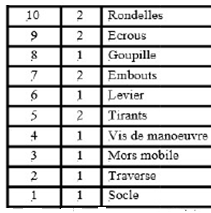 10 2 Rondelles
9 2 Ecrous
8 1 Goupille
7 2 Embouts
6 1 Levier
5 2 Tirants
4 1 Vis de manoeuvre
3 1 Mors mobile
2 1 Traverse
1 1 Socle